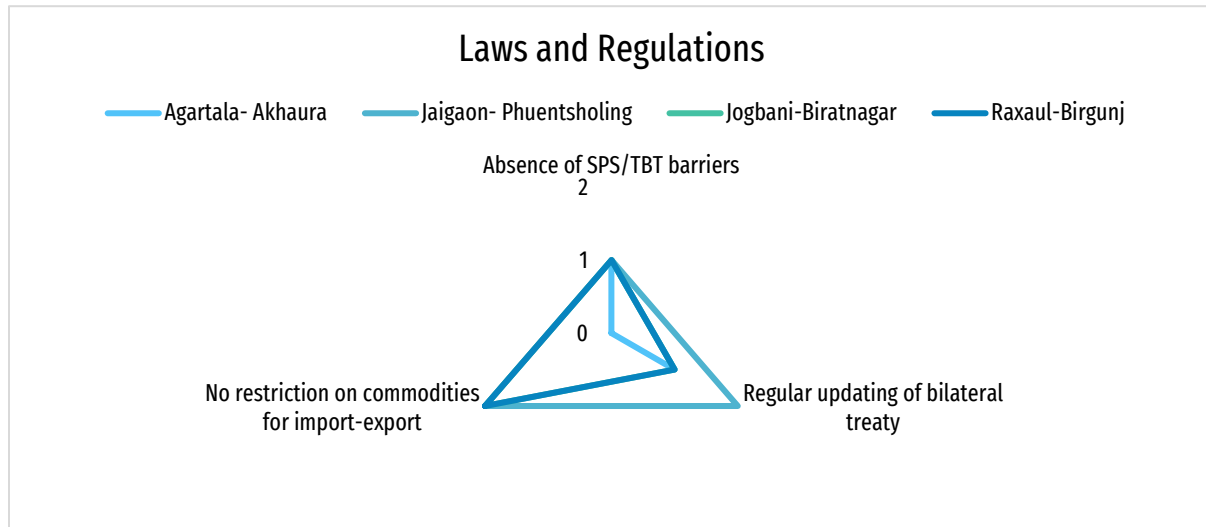 Laws and Regulations
Agartala- Akhaura
Jaigaon- Phuentsholing
Jogbani-Biratnagar
Raxaul-Birgunj
Absence of SPS/TBT barriers
2
1
0
No restriction on commodities
for import-export
Regular updating of bilateral
treaty